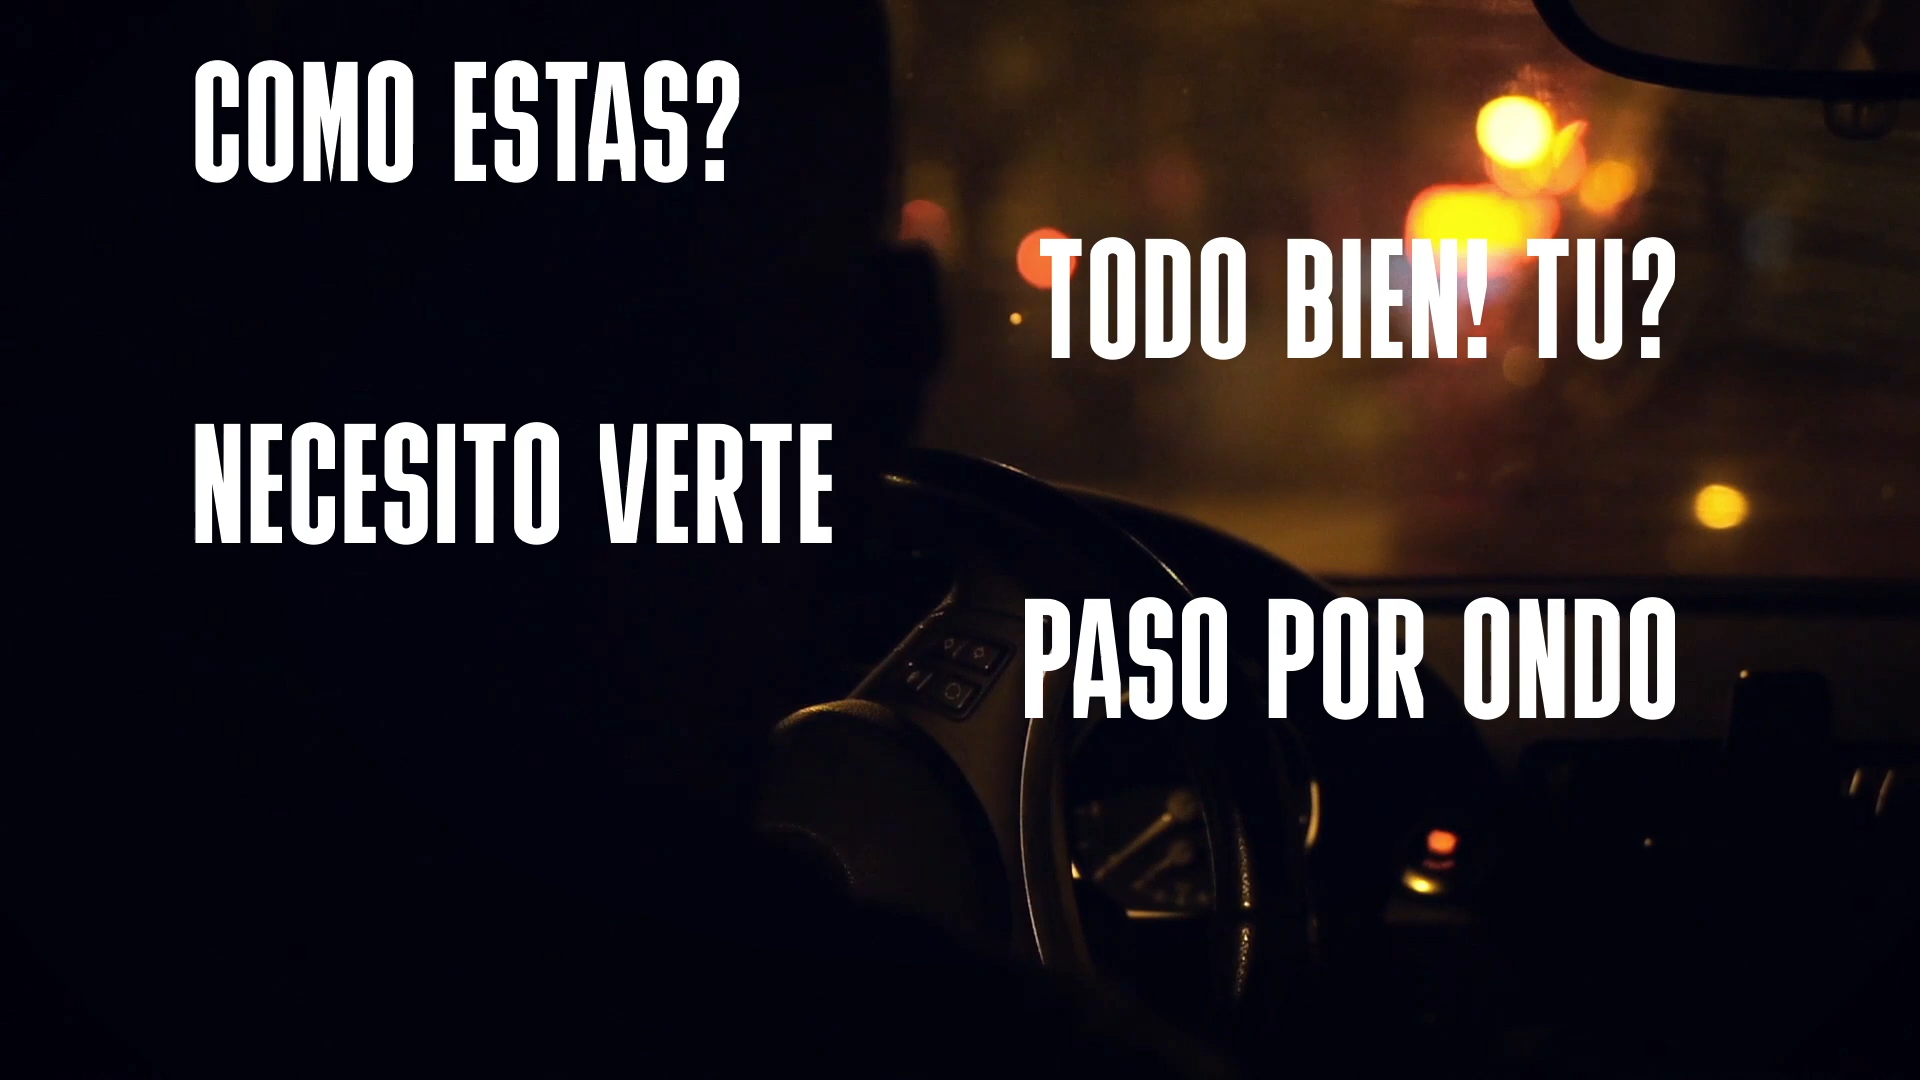 COMO ESTAS?
TODO BIEN! TU?
NECESITO VERTE
PASO POR ONDO